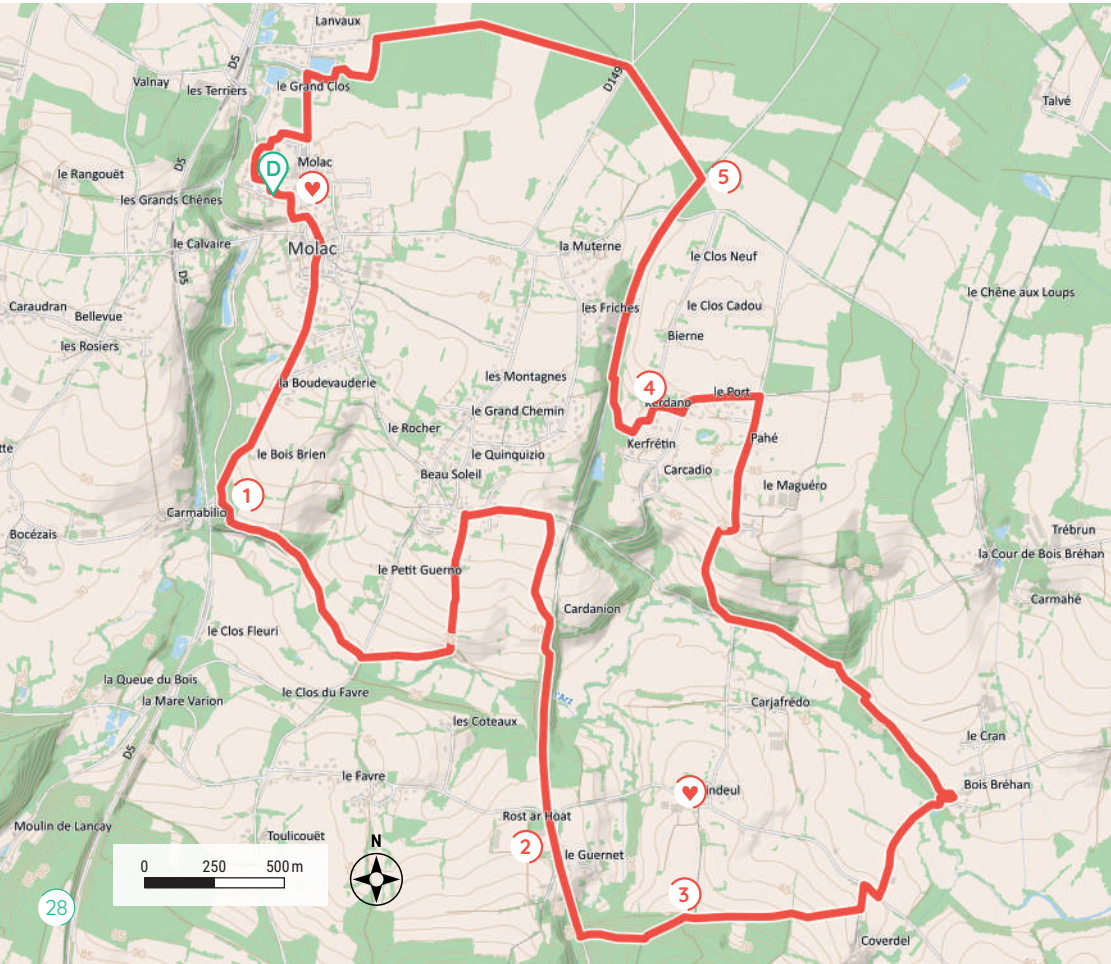 Lanvaux
D5
Valnay
les Terriers
le Grand Clos
D149
Talvé
D5
Molac
D
le Rangouët
les Grands Chênes
5
le Calvaire
Molac
la Muterne
le Clos Neuf
D5
Caraudran
Bellevue
les Friches
le Clos Cadou
le Chêne aux Loups
les Rosiers
Bierne
la Boudevauderie
les Montagnes
4
le Port
Kerdano
le Grand Chemin
le Rocher
Kerfrétin
Pahé
le Bois Brien
le Quinquizio
Carcadio
Beau Soleil
le Maguéro
1
Carmabilio
Bocézais
Trébrun
la Cour de Bois Bréhan
le Petit Guerno
Carmahé
Cardanion
le Clos Fleuri
la Queue du Bois
le Clos du Favre
la Mare Varion
l'Arz
Carjafrédo
les Coteaux
D5
le Cran
le Favre
Bois Bréhan
indeul
Rost ar Hoat
Moulin de Lançay
Toulicouët
N
2
le Guernet
0 250 500 m
3
28
Coverdel